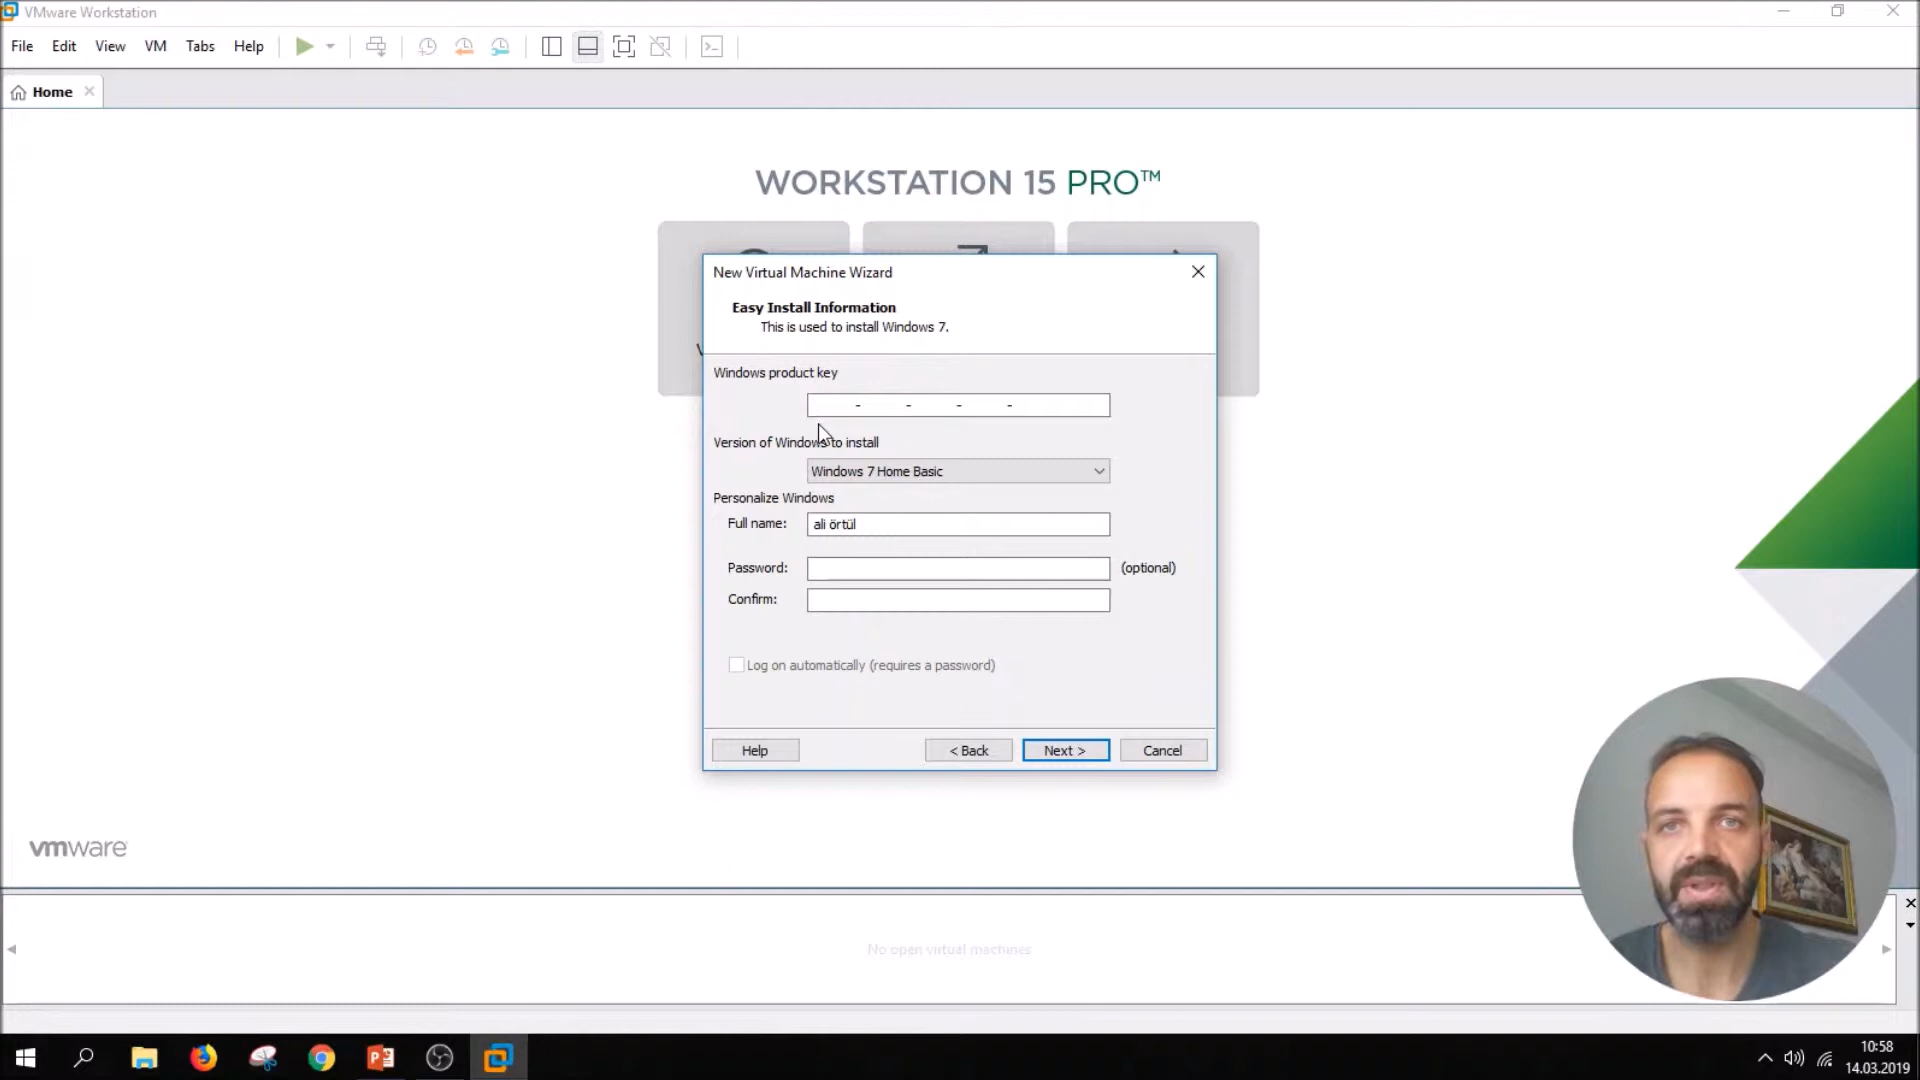 VMware Workstation
File Edit View VM Tabs Help
Home
WORKSTATION 15 PRO™
New Virtual Machine Wizard
Easy Install Information
This is used to install Windows 7.
Windows product key
- - - -
Version of Windows to install
Windows 7 Home Basic
Personalize Windows
Full name: ali örtül
Password: (optional)
Confirm:
Log on automatically (requires a password)
Help < Back Next > Cancel
vmware
No open virtual machines
10:58
14.03.2019